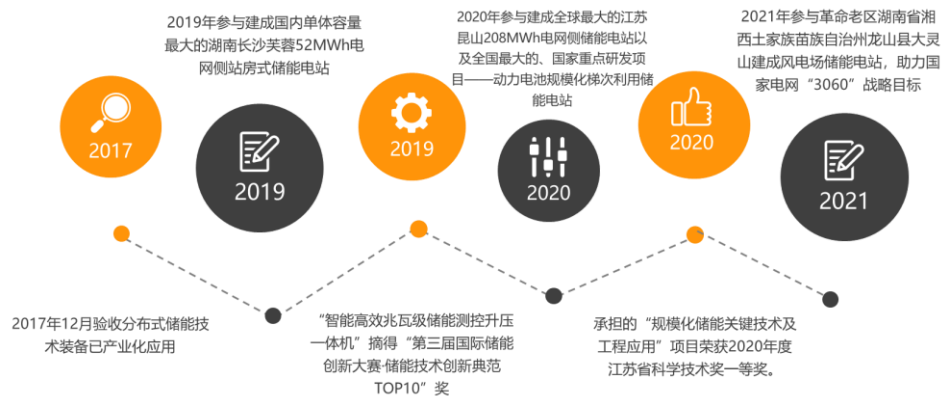 2019年参与建成国内单体容量
最大的湖南长沙芙蓉52MWh电
网侧站房式储能电站
2020年参与建成全球最大的江苏
昆山208MWh电网侧储能电站以
及全国最大的、国家重点研发项
目——动力电池规模化梯次利用储
能电站
2021年参与革命老区湖南省湘
西土家族苗族自治州龙山县大灵
山建成风电场储能电站，助力国
家电网“3060”战略目标
2017
2019
2019
2020
2020
2021
2017年12月验收分布式储能技
术装备已产业化应用
“智能高效兆瓦级储能测控升压
一体机”摘得“第三届国际储能
创新大赛·储能技术创新典范
TOP10”奖
承担的“规模化储能关键技术及
工程应用”项目荣获2020年度
江苏省科学技术奖一等奖。